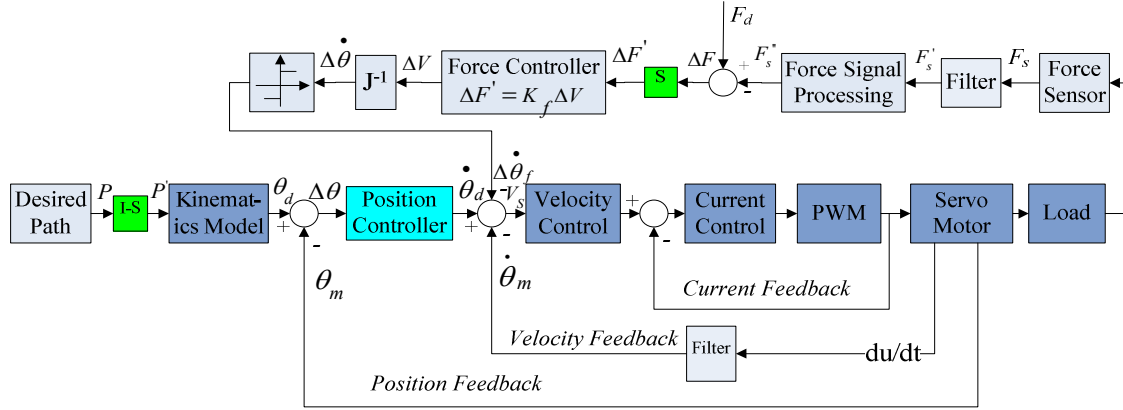 F_d
Δθ̇
ΔV
ΔF'
ΔF
F_s''
F_s'
F_s
J⁻¹
Force Controller
ΔF' = K_f ΔV
S
+
-
Force Signal
Processing
Filter
Force
Sensor
Desired
Path
P
I-S
P'
Kinemat-
ics Model
θ_d
+
-
Δθ
Position
Controller
θ̇_d
+
-
-
Δθ̇_f
V_s
Velocity
Control
+
-
Current
Control
PWM
Servo
Motor
Load
θ_m
θ̇_m
Current Feedback
Velocity Feedback
Filter
du/dt
Position Feedback